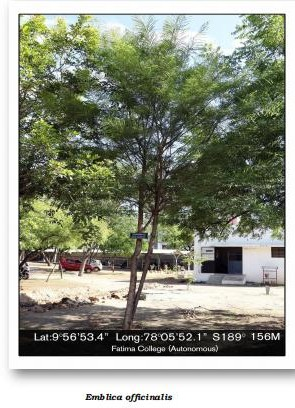 Lat:9°56'53.4" Long:78°05'52.1" S189° 156M
Fatima College (Autonomous)
Emblica officinalis